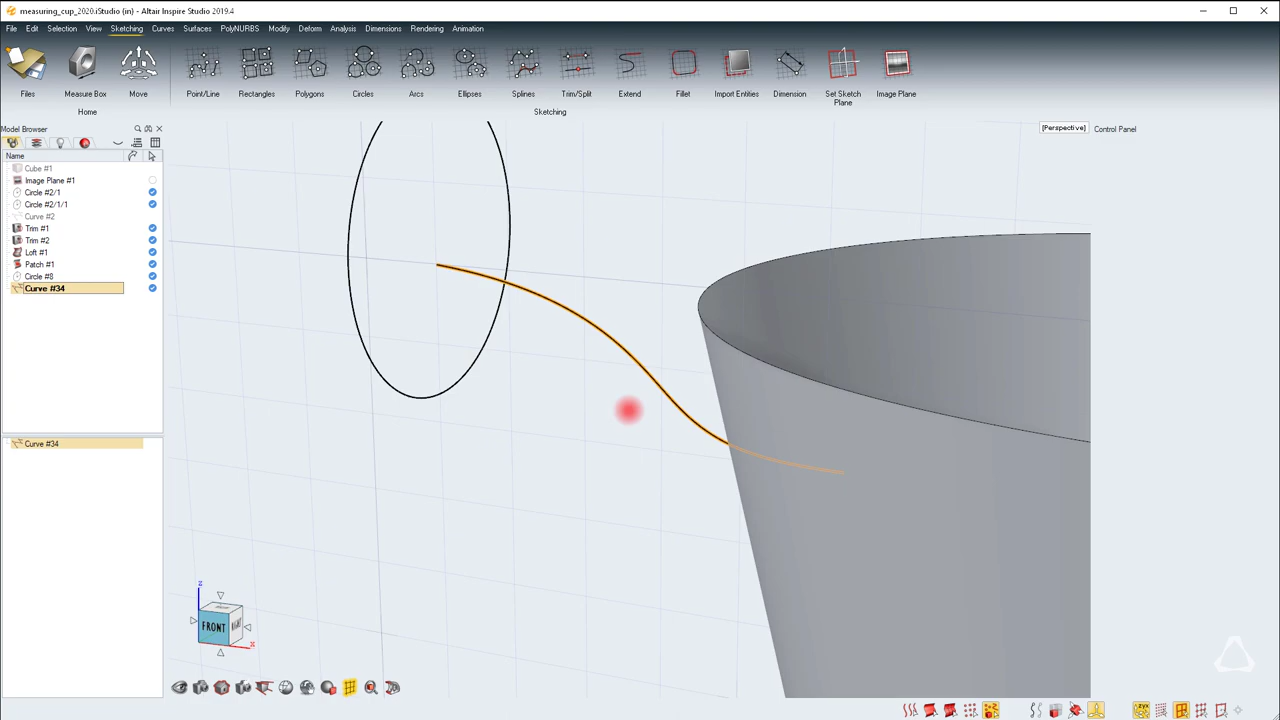 measuring_cup_2020.iStudio (in) - Altair Inspire Studio 2019.4
File Edit Selection View Sketching Curves Surfaces PolyNURBS Modify Deform Analysis Dimensions Rendering Animation
Files Measure Box Move Point/Line Rectangles Polygons Circles Arcs Ellipses Splines Trim/Split Extend Fillet Import Entities Dimension Set Sketch Plane Image Plane
Home Sketching
Model Browser
Name
Cube #1
Image Plane #1
Circle #2/1
Circle #2/1/1
Curve #2
Trim #1
Trim #2
Loft #1
Patch #1
Circle #8
Curve #34
Curve #34
[Perspective] Control Panel
FRONT